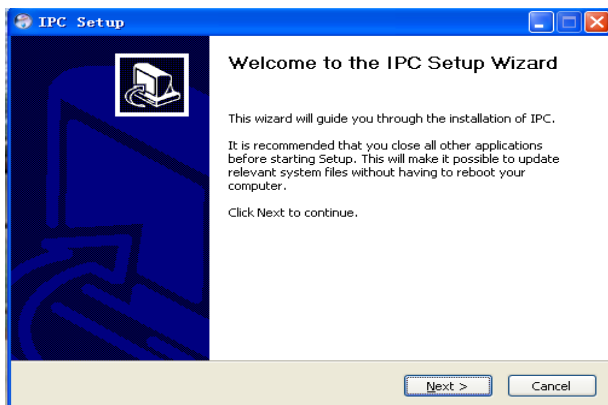 IPC Setup
Welcome to the IPC Setup Wizard
This wizard will guide you through the installation of IPC.
It is recommended that you close all other applications
before starting Setup. This will make it possible to update
relevant system files without having to reboot your
computer.
Click Next to continue.
Next >
Cancel